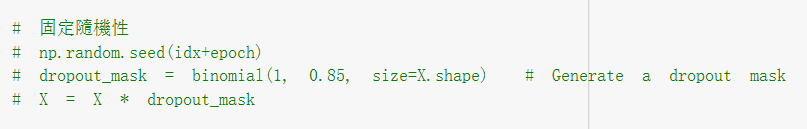 # 固定隨機性
# np.random.seed(idx+epoch)
# dropout_mask = binomial(1, 0.85, size=X.shape) # Generate a dropout mask
# X = X * dropout_mask